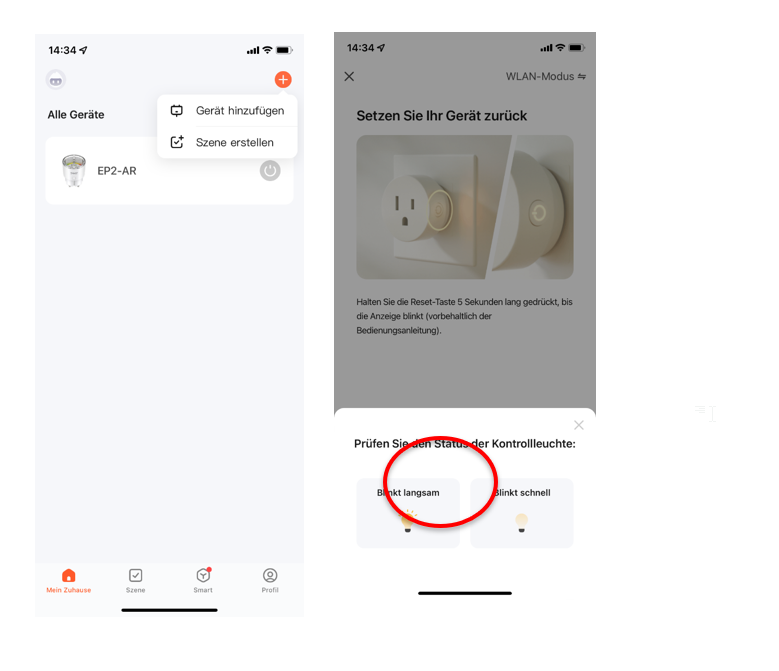 14:34
Gerät hinzufügen
Alle Geräte
Szene erstellen
EP2-AR
Mein Zuhause
Szene
Smart
Profil
14:34
WLAN-Modus
Setzen Sie Ihr Gerät zurück
Halten Sie die Reset-Taste 5 Sekunden lang gedrückt, bis
die Anzeige blinkt (vorbehaltlich der
Bedienungsanleitung).
Prüfen Sie den Status der Kontrollleuchte:
Blinkt langsam
Blinkt schnell